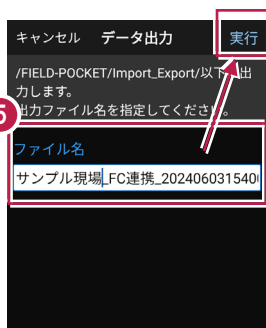 キャンセル データ出力 実行
/FIELD-POCKET/Import_Export/以下 出
力します。
出力ファイル名を指定してください。
5
ファイル名
サンプル現場_FC連携_2024060315400